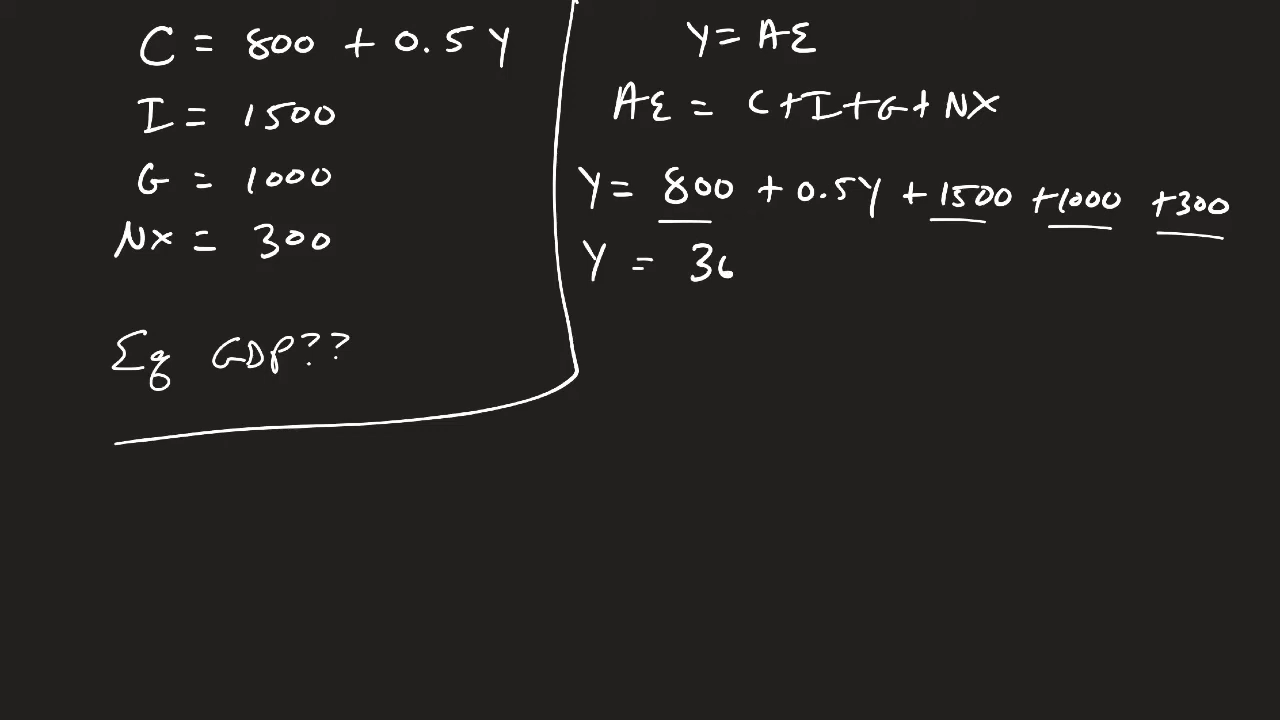 C = 800 + 0.5Y
I = 1500
G = 1000
NX = 300
Eq GDP??
Y = AE
AE = C+I+G+NX
Y = 800 + 0.5Y + 1500 +1000 +300
Y = 36